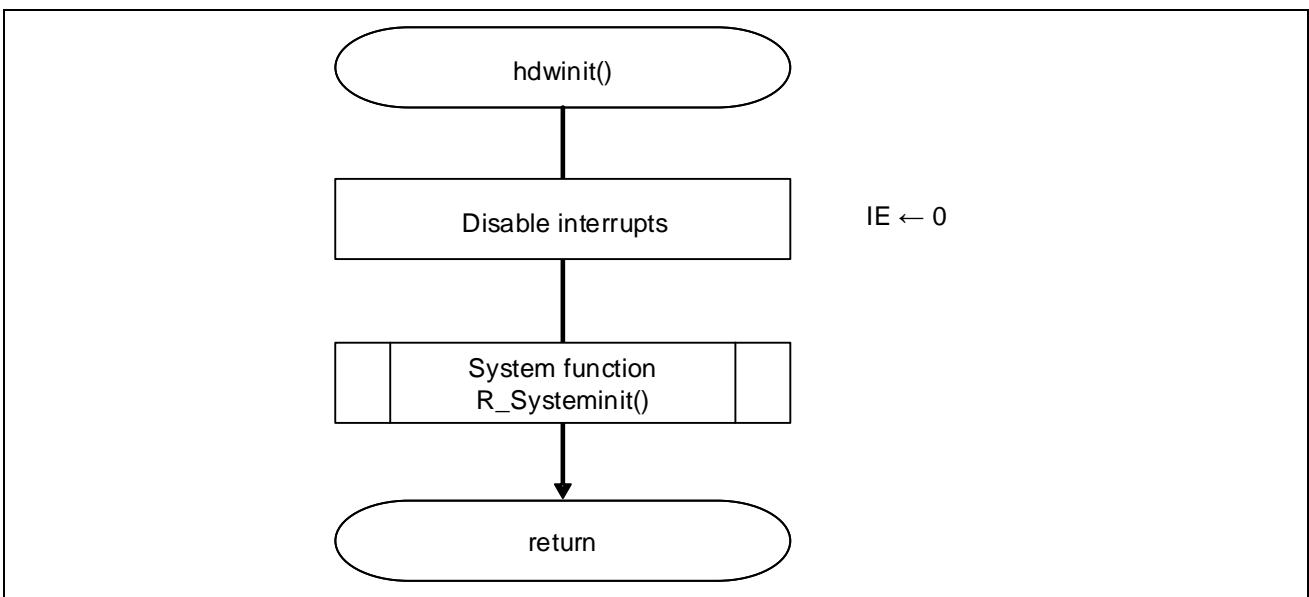 hdwinit()
Disable interrupts
IE ← 0
System function
R_Systeminit()
return